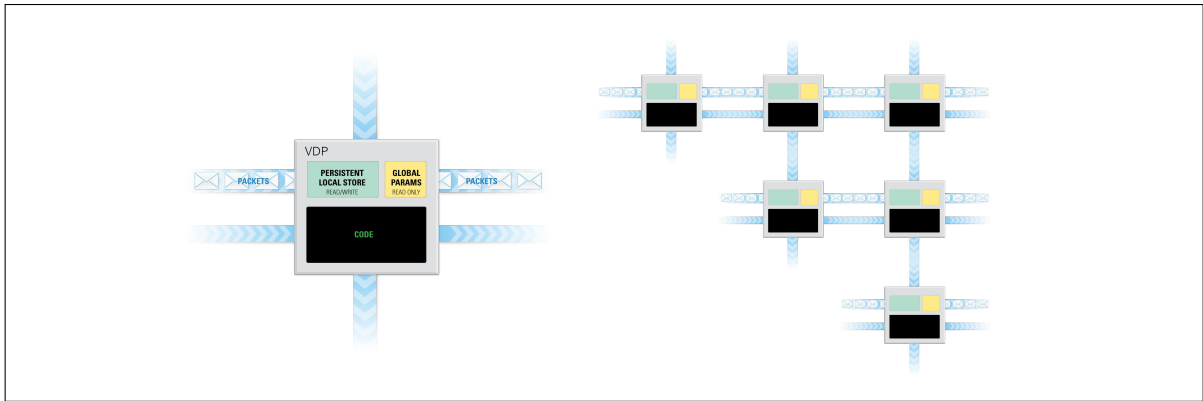 VDP
PACKETS
PERSISTENT
LOCAL STORE
READ/WRITE
GLOBAL
PARAMS
READ ONLY
PACKETS
CODE